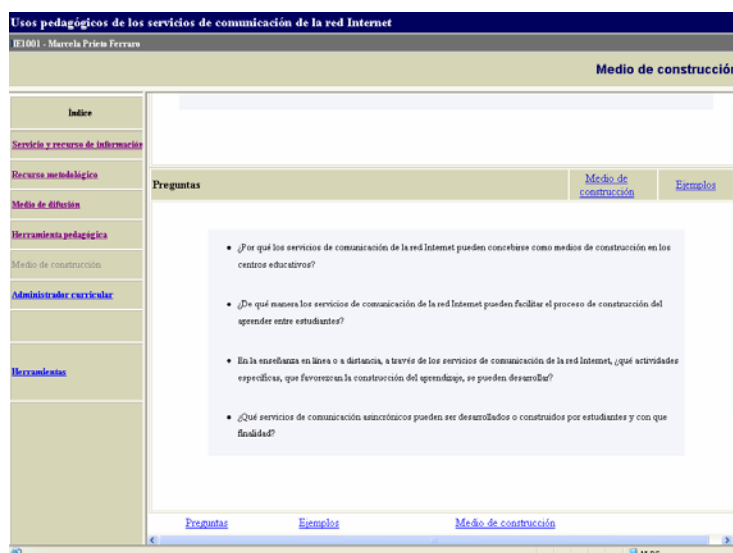 Usos pedagógicos de los servicios de comunicación de la red Internet
IE1001 - Marcela Prieto Ferraro
Medio de construcción
Índice
Servicio y recurso de información
Recurso metodológico
Medio de difusión
Herramienta pedagógica
Medio de construcción
Administrador curricular
Herramientas
Preguntas
Medio de
construcción
Ejemplos
• ¿Por qué los servicios de comunicación de la red Internet pueden concebirse como medios de construcción en los
centros educativos?
• ¿De qué manera los servicios de comunicación de la red Internet pueden facilitar el proceso de construcción del
aprender entre estudiantes?
• En la enseñanza en línea o a distancia, a través de los servicios de comunicación de la red Internet, ¿qué actividades
específicas, que favorezcan la construcción del aprendizaje, se pueden desarrollar?
• ¿Qué servicios de comunicación asincrónicos pueden ser desarrollados o construidos por estudiantes y con que
finalidad?
Preguntas
Ejemplos
Medio de construcción